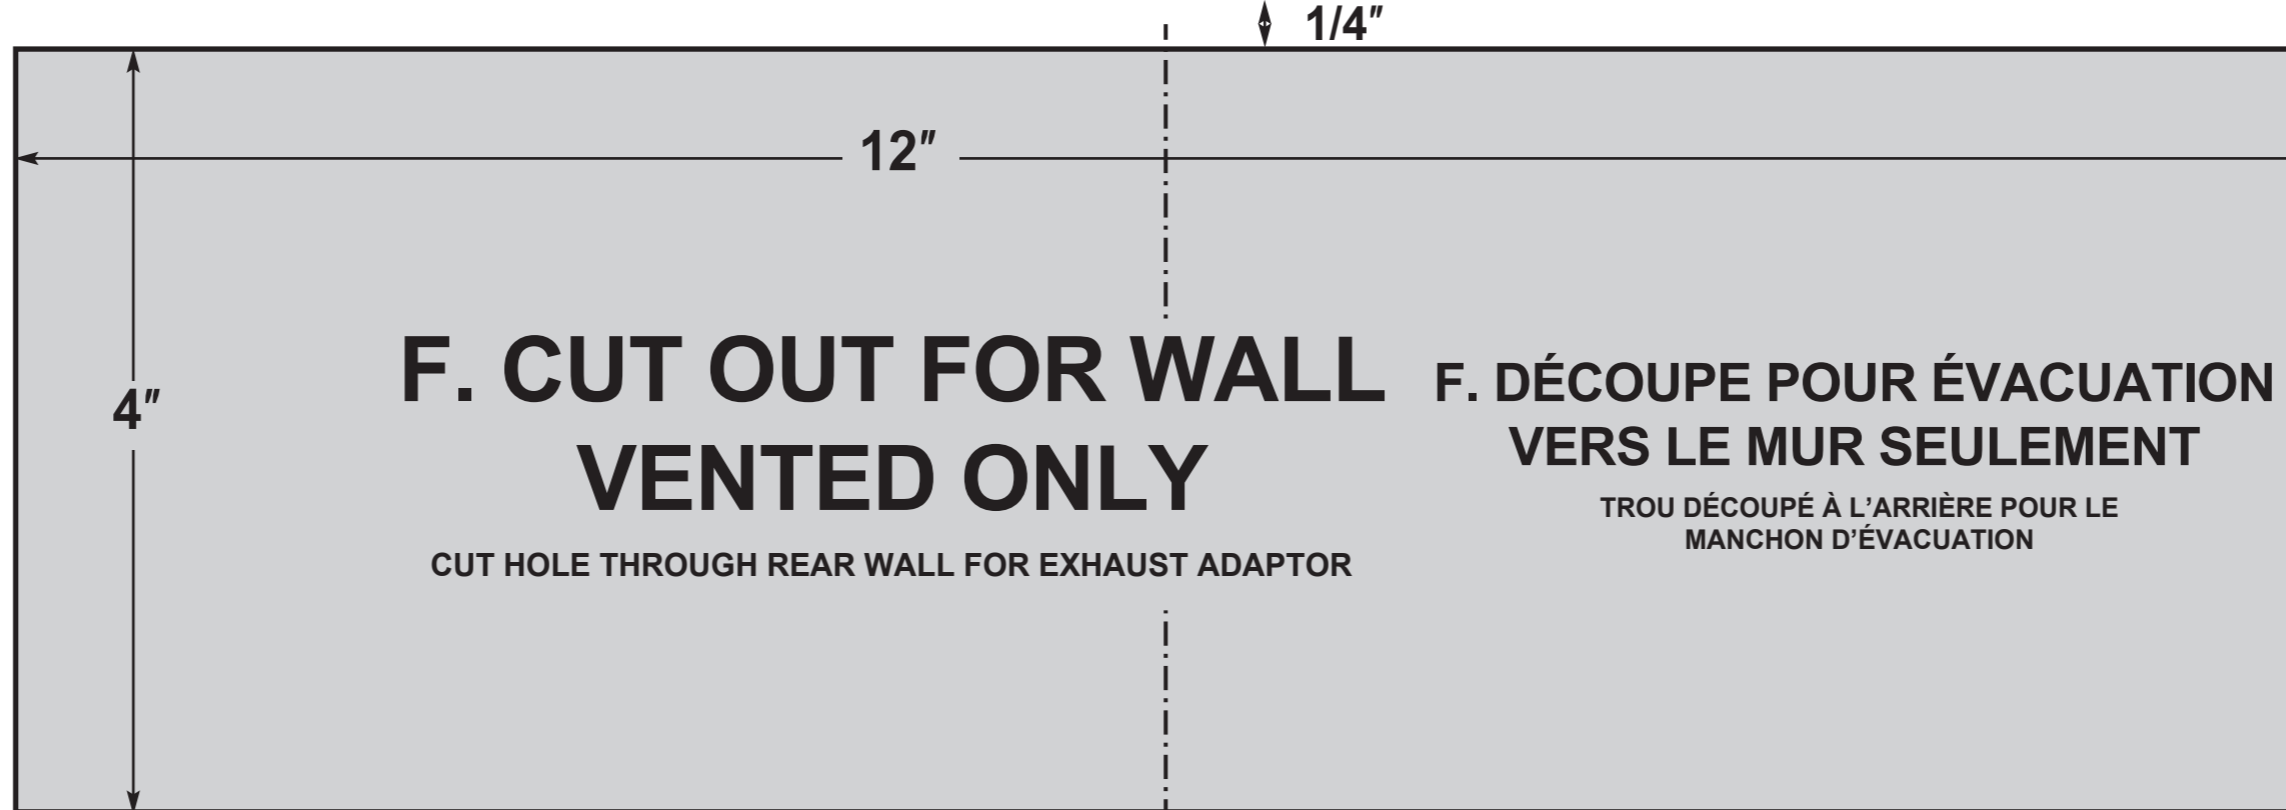 1/4″
12″
4″
F. CUT OUT FOR WALL
VENTED ONLY
CUT HOLE THROUGH REAR WALL FOR EXHAUST ADAPTOR
F. DÉCOUPE POUR ÉVACUATION
VERS LE MUR SEULEMENT
TROU DÉCOUPÉ À L’ARRIÈRE POUR LE
MANCHON D’ÉVACUATION